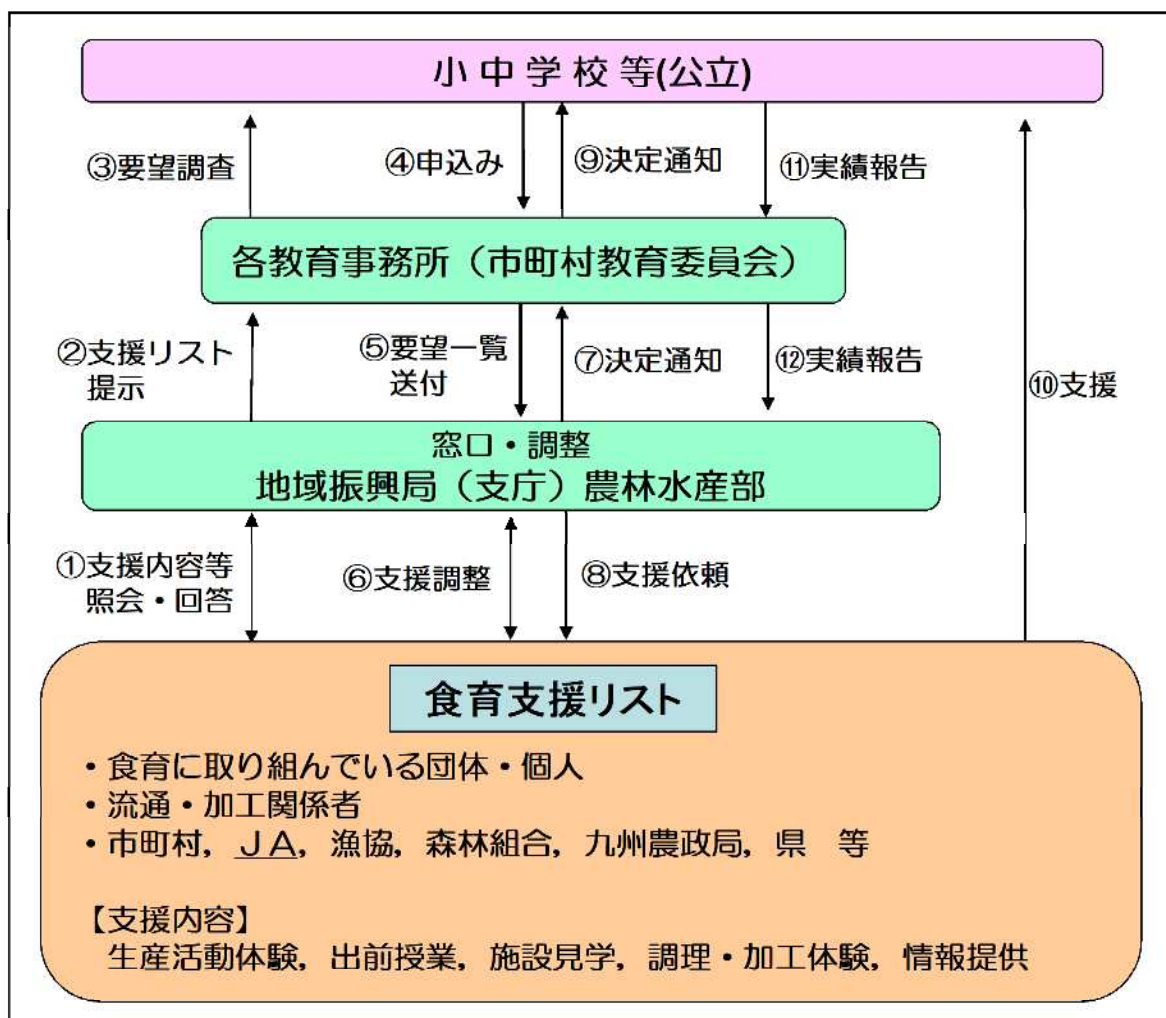 小中学校等(公立)
③要望調査
④申込み
⑨決定通知
⑪実績報告
各教育事務所（市町村教育委員会）
②支援リスト
提示
⑤要望一覧
送付
⑦決定通知
⑫実績報告
⑩支援
窓口・調整
地域振興局（支庁）農林水産部
①支援内容等
照会・回答
⑥支援調整
⑧支援依頼
食育支援リスト
・食育に取り組んでいる団体・個人
・流通・加工関係者
・市町村，ＪＡ，漁協，森林組合，九州農政局，県　等
【支援内容】
生産活動体験，出前授業，施設見学，調理・加工体験，情報提供